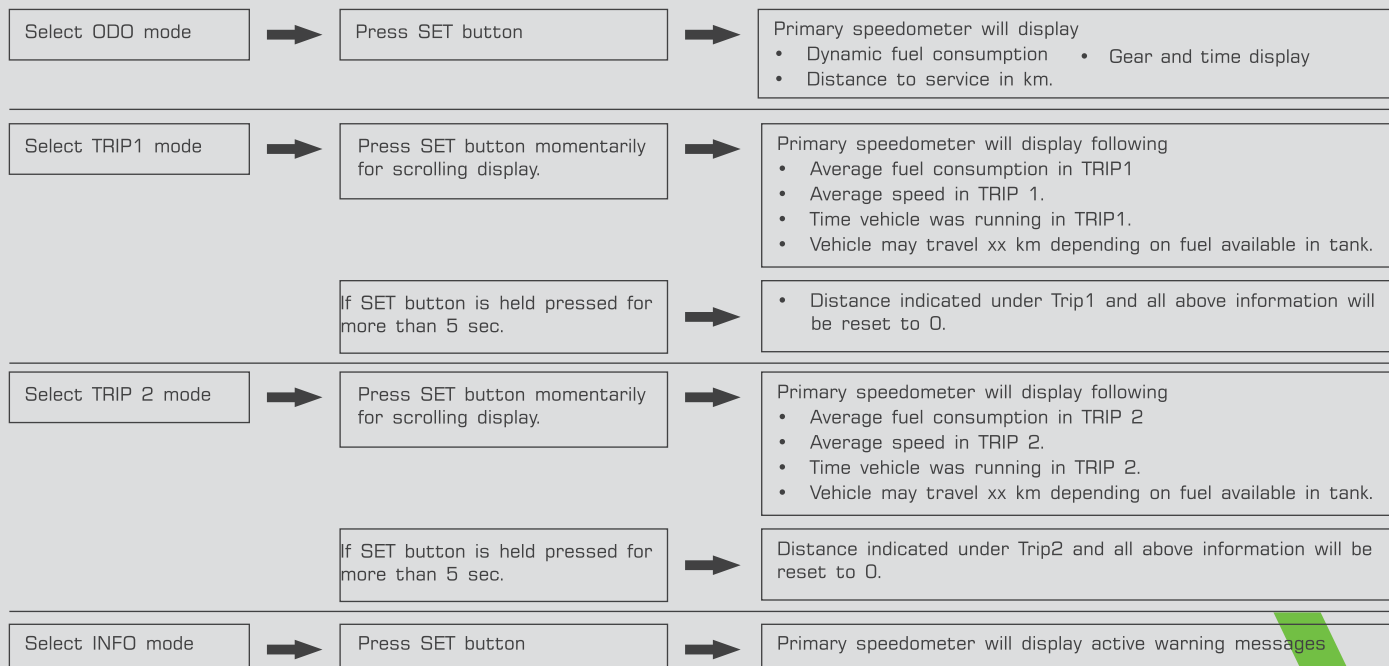 Select ODO mode
Press SET button
Primary speedometer will display
• Dynamic fuel consumption • Gear and time display
• Distance to service in km.
Select TRIP1 mode
Press SET button momentarily
for scrolling display.
Primary speedometer will display following
• Average fuel consumption in TRIP1
• Average speed in TRIP 1.
• Time vehicle was running in TRIP1.
• Vehicle may travel xx km depending on fuel available in tank.
If SET button is held pressed for
more than 5 sec.
• Distance indicated under Trip1 and all above information will
be reset to 0.
Select TRIP 2 mode
Press SET button momentarily
for scrolling display.
Primary speedometer will display following
• Average fuel consumption in TRIP 2
• Average speed in TRIP 2.
• Time vehicle was running in TRIP 2.
• Vehicle may travel xx km depending on fuel available in tank.
If SET button is held pressed for
more than 5 sec.
Distance indicated under Trip2 and all above information will be
reset to 0.
Select INFO mode
Press SET button
Primary speedometer will display active warning messages